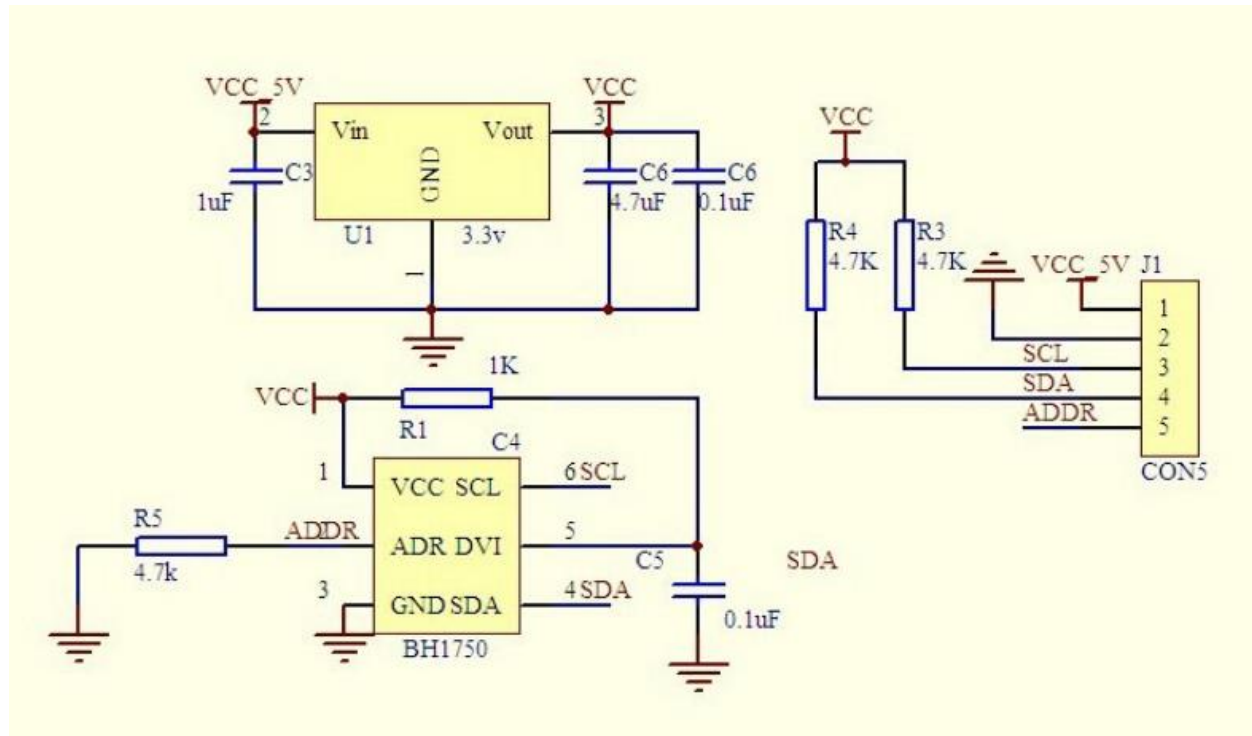 VCC_5V
VCC
2
Vin
Vout
3
C3
1uF
GND
C6
4.7uF
C6
0.1uF
U1
3.3v
1
VCC
R4
4.7K
R3
4.7K
VCC_5V
J1
1
2
SCL
3
SDA
4
ADDR
5
CON5
1K
VCC
R1
C4
1
VCC SCL
6 SCL
R5
ADDR
ADR DVI
5
C5
SDA
4.7k
3
GND SDA
4 SDA
0.1uF
BH1750